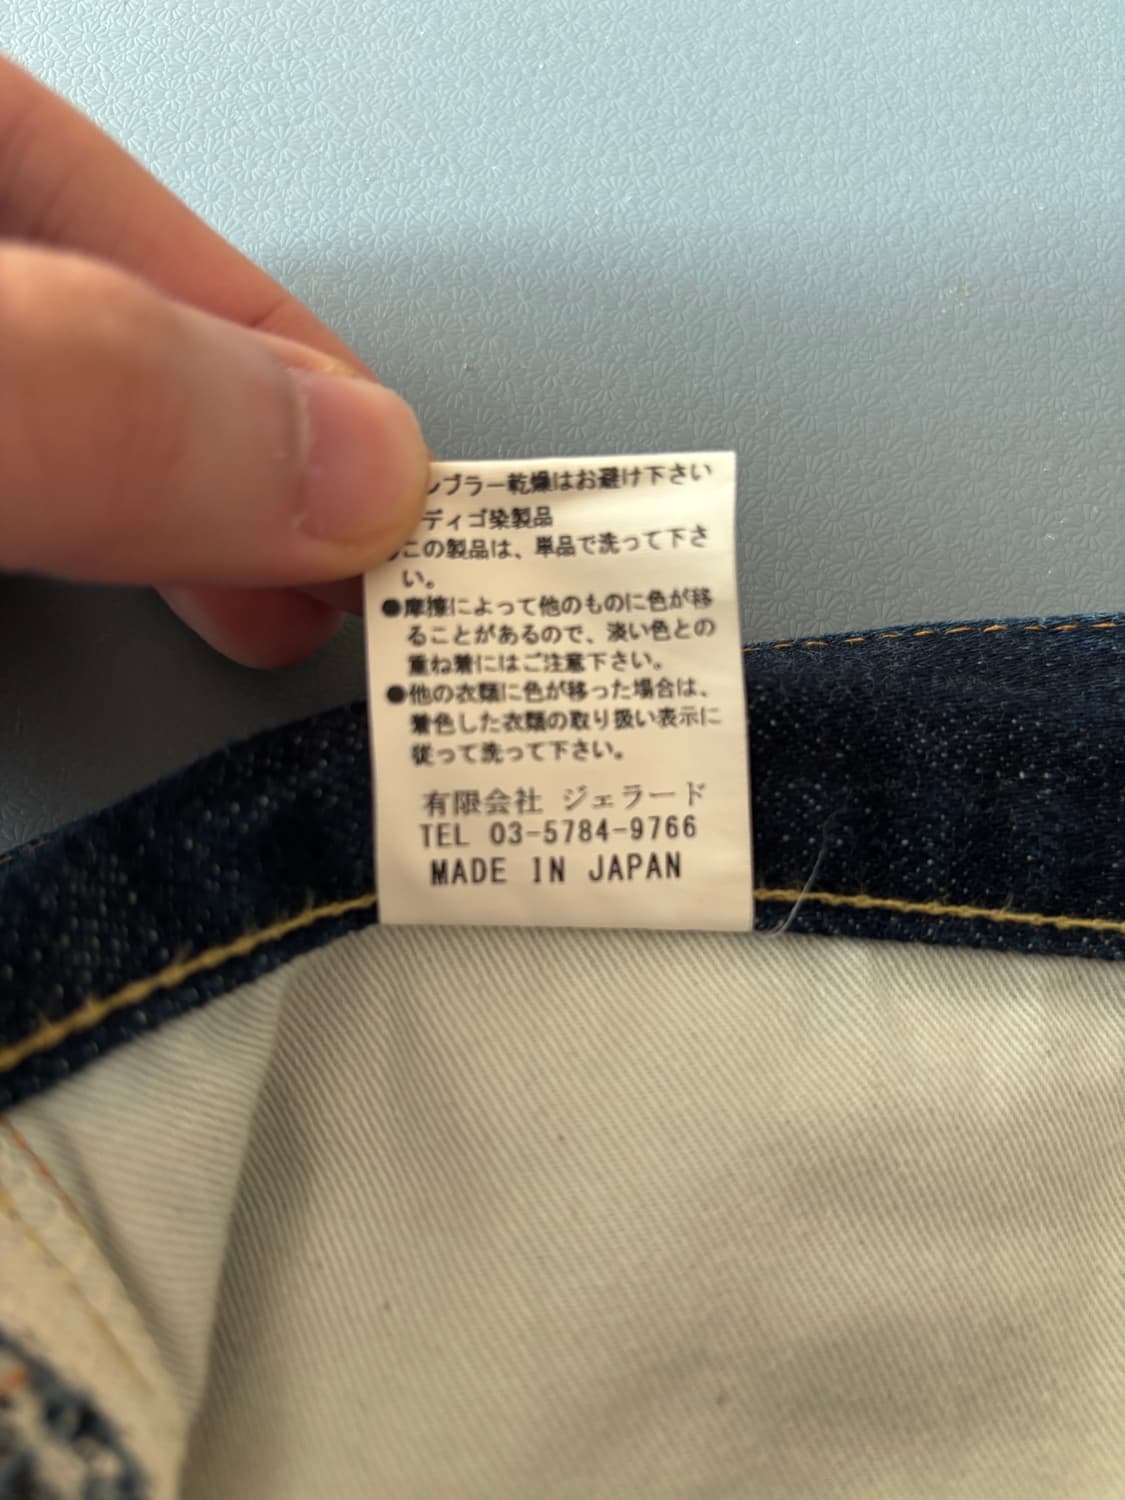 ンブラー乾燥はお避け下さい
ディゴ染製品
この製品は、単品で洗って下さ
い。
●摩擦によって他のものに色が移
ることがあるので、淡い色との
重ね着にはご注意下さい。
●他の衣類に色が移った場合は、
着色した衣類の取り扱い表示に
従って洗って下さい。
有限会社 ジェラード
TEL 03-5784-9766
MADE IN JAPAN